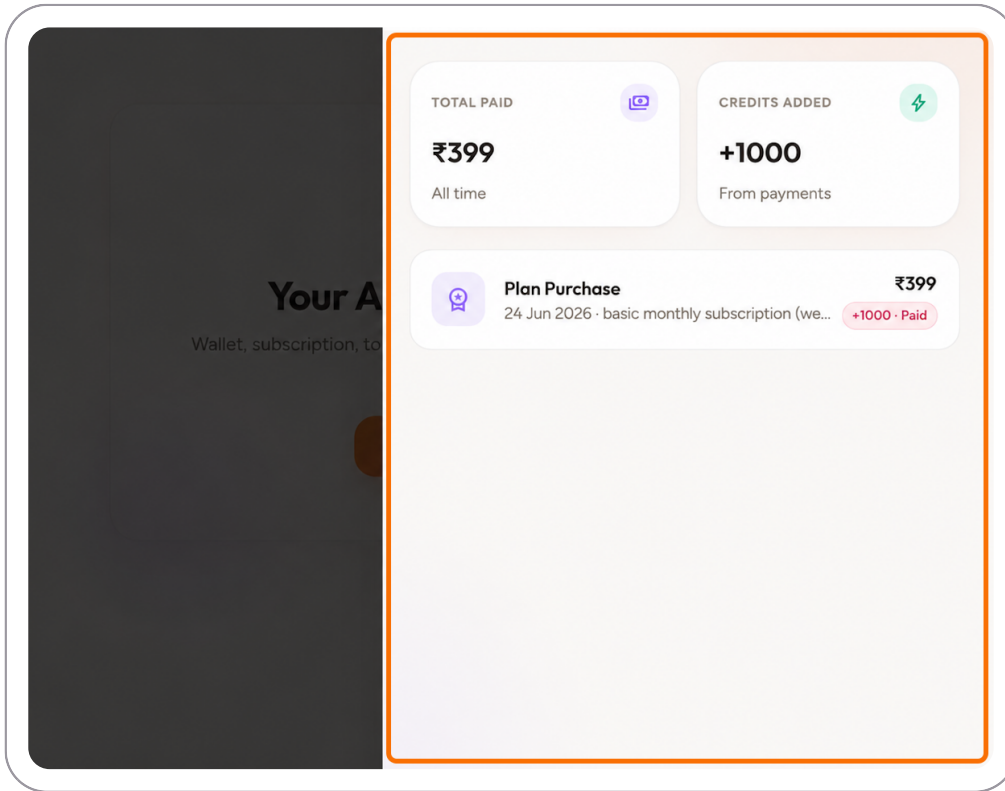 Your A
Wallet, subscription, to
TOTAL PAID
₹399
All time
CREDITS ADDED
+1000
From payments
Plan Purchase
24 Jun 2026 · basic monthly subscription (we...
₹399
+1000 · Paid